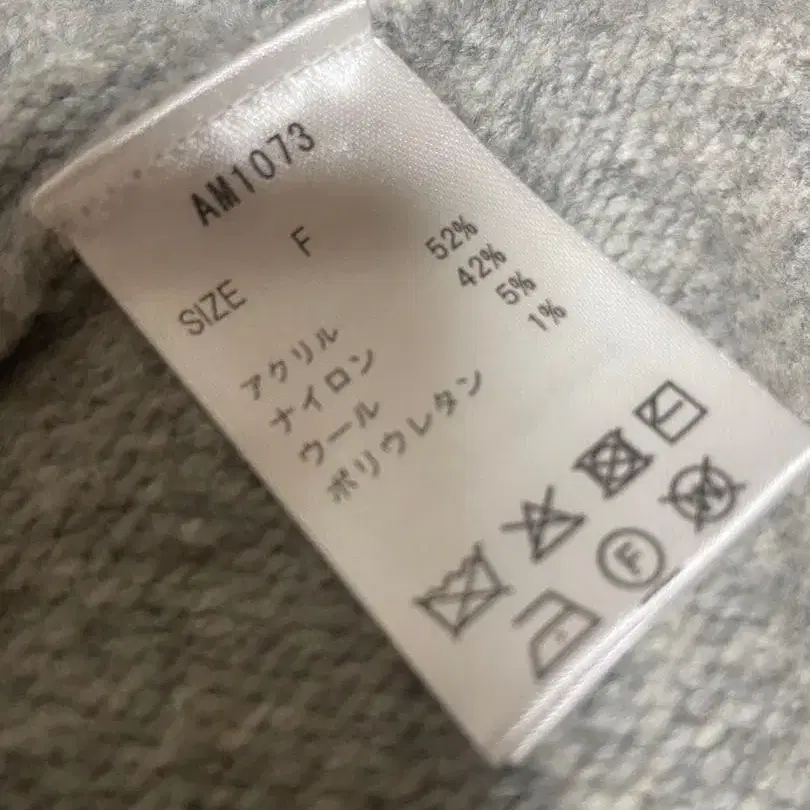 AM1073
SIZE F
アクリル 52%
ナイロン 42%
ウール 5%
ポリウレタン 1%
F
W